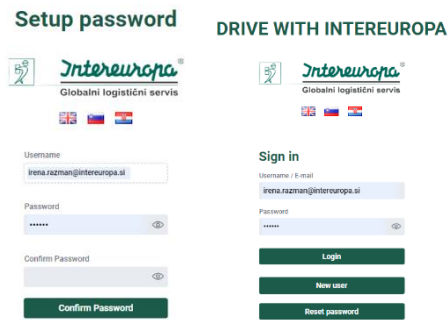 Setup password
Intereuropa®
Globalni logistični servis
Username
irena.razman@intereuropa.si
Password
••••••
Confirm Password
Confirm Password
DRIVE WITH INTEREUROPA
Intereuropa®
Globalni logistični servis
Sign in
Username / E-mail
irena.razman@intereuropa.si
Password
••••••
Login
New user
Reset password